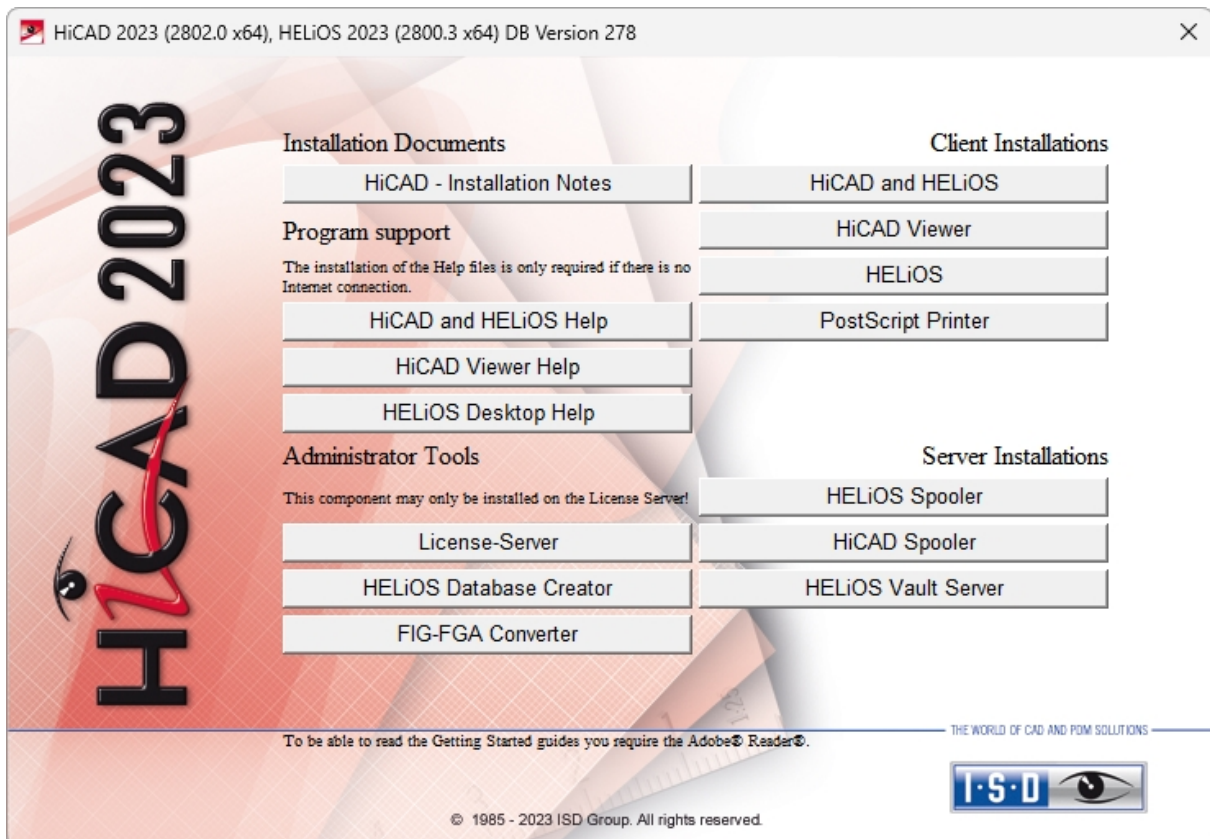 HiCAD 2023 (2802.0 x64), HELiOS 2023 (2800.3 x64) DB Version 278
HiCAD 2023
Installation Documents
HiCAD - Installation Notes
Program support
The installation of the Help files is only required if there is no
Internet connection.
HiCAD and HELiOS Help
HiCAD Viewer Help
HELiOS Desktop Help
Administrator Tools
This component may only be installed on the License Server!
License-Server
HELiOS Database Creator
FIG-FGA Converter
Client Installations
HiCAD and HELiOS
HiCAD Viewer
HELiOS
PostScript Printer
Server Installations
HELiOS Spooler
HiCAD Spooler
HELiOS Vault Server
1:25
To be able to read the Getting Started guides you require the Adobe® Reader®.
THE WORLD OF CAD AND PDM SOLUTIONS
I·S·D
© 1985 - 2023 ISD Group. All rights reserved.